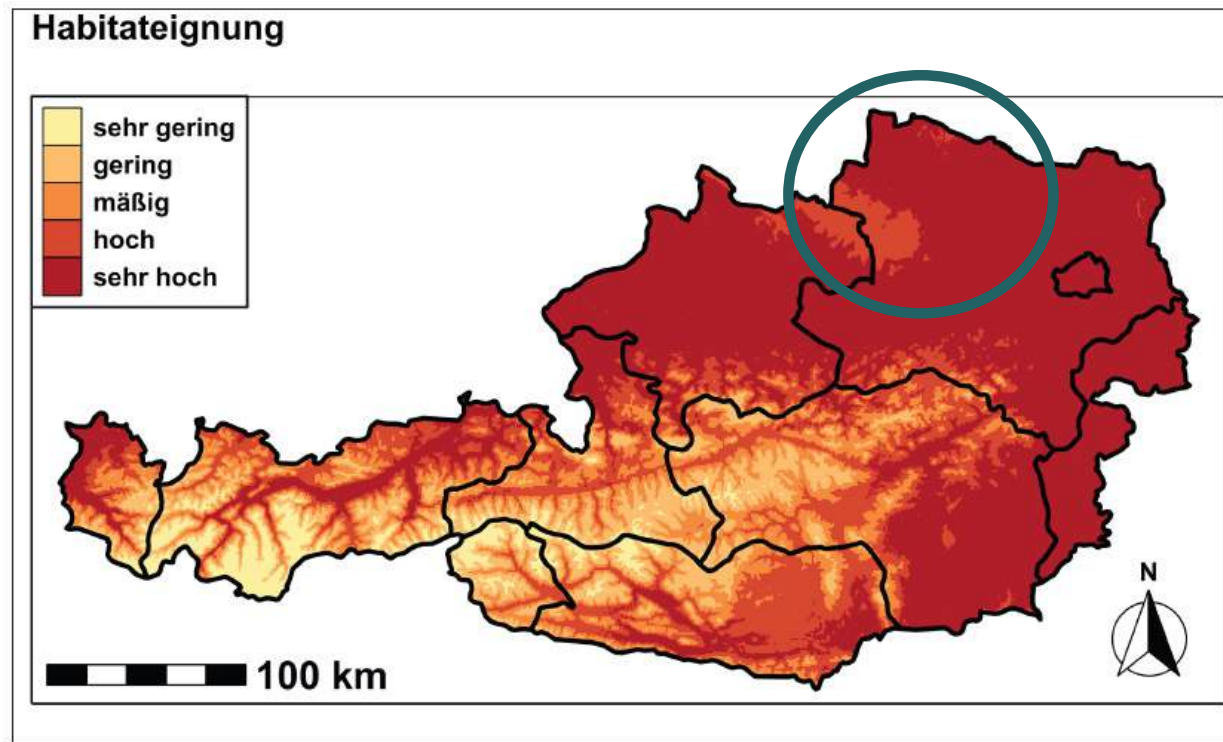 Habitateignung
sehr gering
gering
mäßig
hoch
sehr hoch
N
100 km